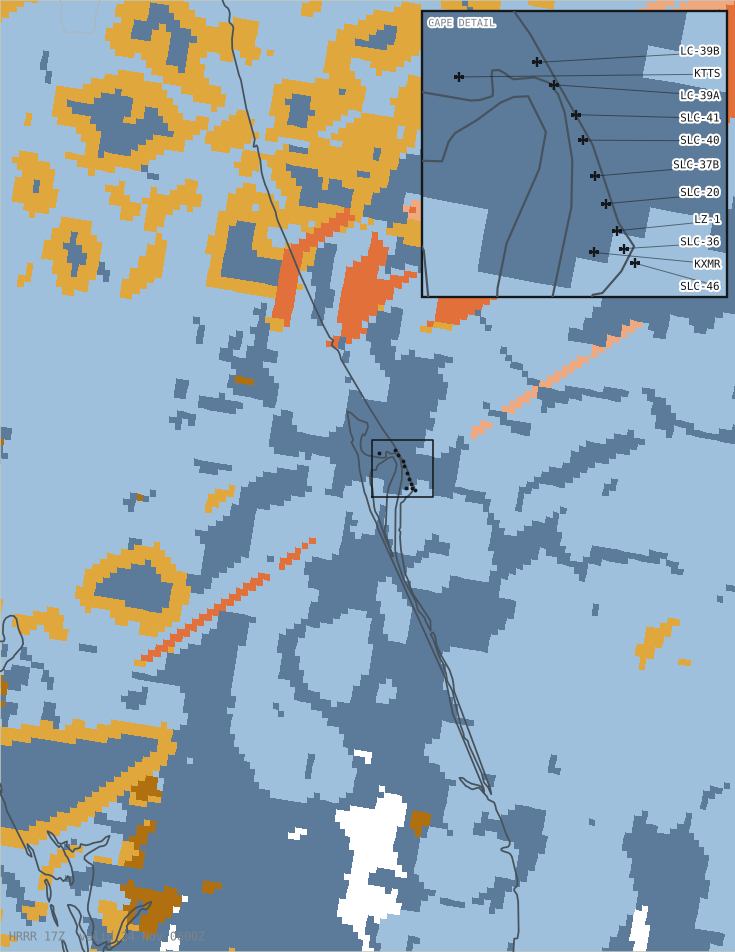 CAPE DETAIL
LC-39B
KTTS
LC-39A
SLC-41
SLC-40
SLC-37B
SLC-20
LZ-1
SLC-36
KXMR
SLC-46
HRRR 17Z